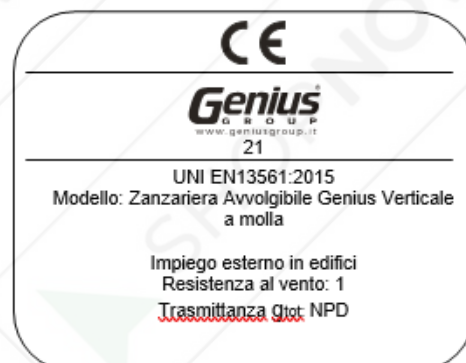 CE
Genius
GROUP
www.geniusgroup.it
21
UNI EN13561:2015
Modello: Zanzariera Avvolgibile Genius Verticale
a molla
Impiego esterno in edifici
Resistenza al vento: 1
Trasmittanza gtot: NPD